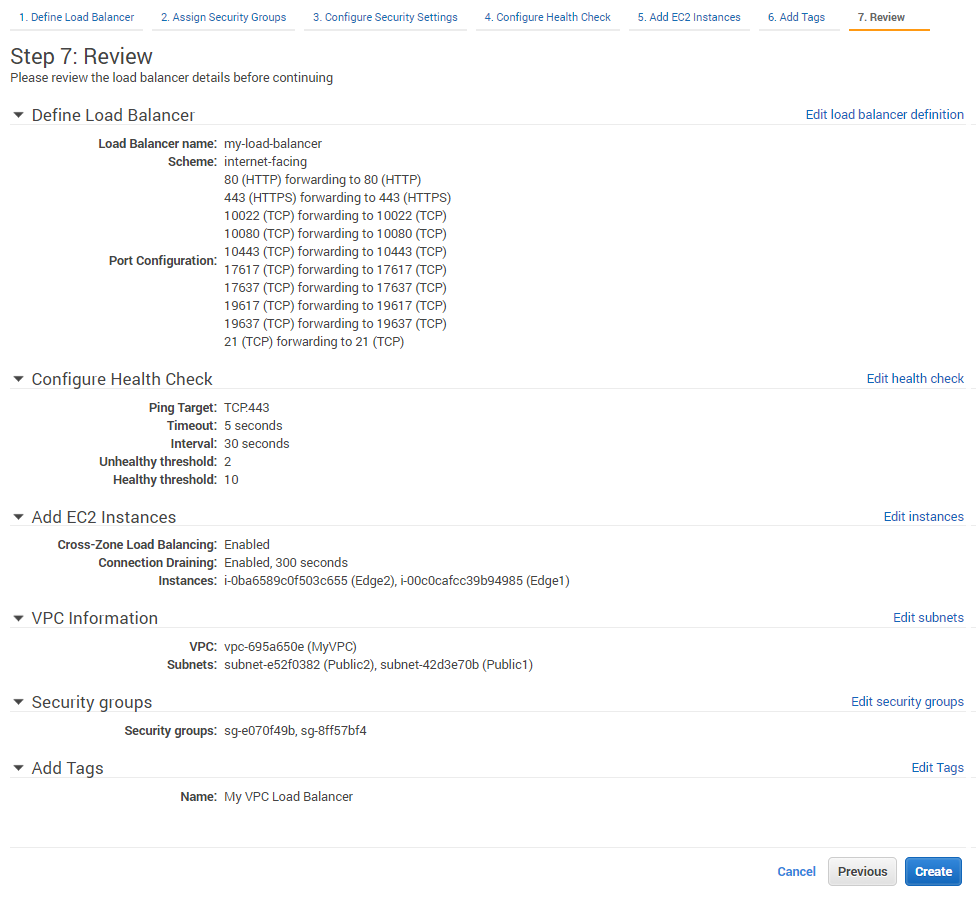 1. Define Load Balancer 2. Assign Security Groups 3. Configure Security Settings 4. Configure Health Check 5. Add EC2 Instances 6. Add Tags 7. Review
Step 7: Review
Please review the load balancer details before continuing
Define Load Balancer Edit load balancer definition
Load Balancer name: my-load-balancer
Scheme: internet-facing
Port Configuration: 80 (HTTP) forwarding to 80 (HTTP)
443 (HTTPS) forwarding to 443 (HTTPS)
10022 (TCP) forwarding to 10022 (TCP)
10080 (TCP) forwarding to 10080 (TCP)
10443 (TCP) forwarding to 10443 (TCP)
17617 (TCP) forwarding to 17617 (TCP)
17637 (TCP) forwarding to 17637 (TCP)
19617 (TCP) forwarding to 19617 (TCP)
19637 (TCP) forwarding to 19637 (TCP)
21 (TCP) forwarding to 21 (TCP)
Configure Health Check Edit health check
Ping Target: TCP:443
Timeout: 5 seconds
Interval: 30 seconds
Unhealthy threshold: 2
Healthy threshold: 10
Add EC2 Instances Edit instances
Cross-Zone Load Balancing: Enabled
Connection Draining: Enabled, 300 seconds
Instances: i-0ba6589c0f503c655 (Edge2), i-00c0cafcc39b94985 (Edge1)
VPC Information Edit subnets
VPC: vpc-695a650e (MyVPC)
Subnets: subnet-e52f0382 (Public2), subnet-42d3e70b (Public1)
Security groups Edit security groups
Security groups: sg-e070f49b, sg-8ff57bf4
Add Tags Edit Tags
Name: My VPC Load Balancer
Cancel Previous Create